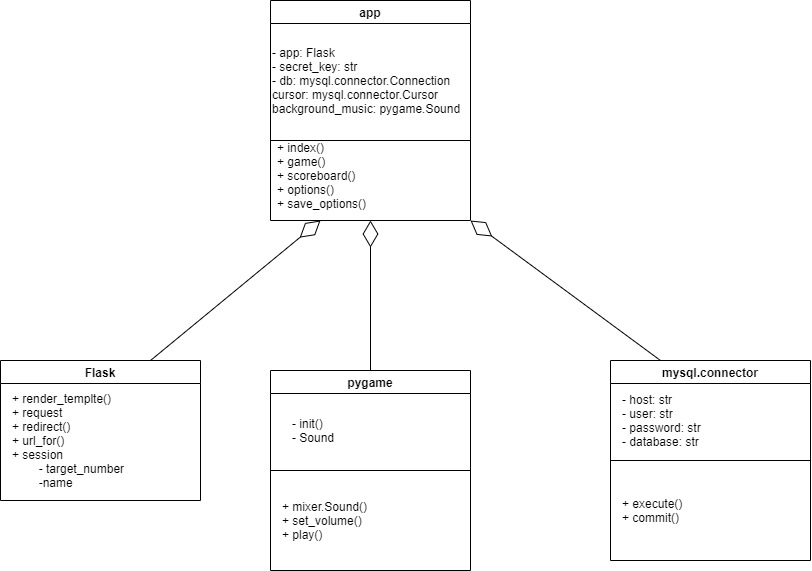 app
- app: Flask
- secret_key: str
- db: mysql.connector.Connection
cursor: mysql.connector.Cursor
background_music: pygame.Sound
+ index()
+ game()
+ scoreboard()
+ options()
+ save_options()
Flask
+ render_templte()
+ request
+ redirect()
+ url_for()
+ session
- target_number
-name
pygame
- init()
- Sound
+ mixer.Sound()
+ set_volume()
+ play()
mysql.connector
- host: str
- user: str
- password: str
- database: str
+ execute()
+ commit()